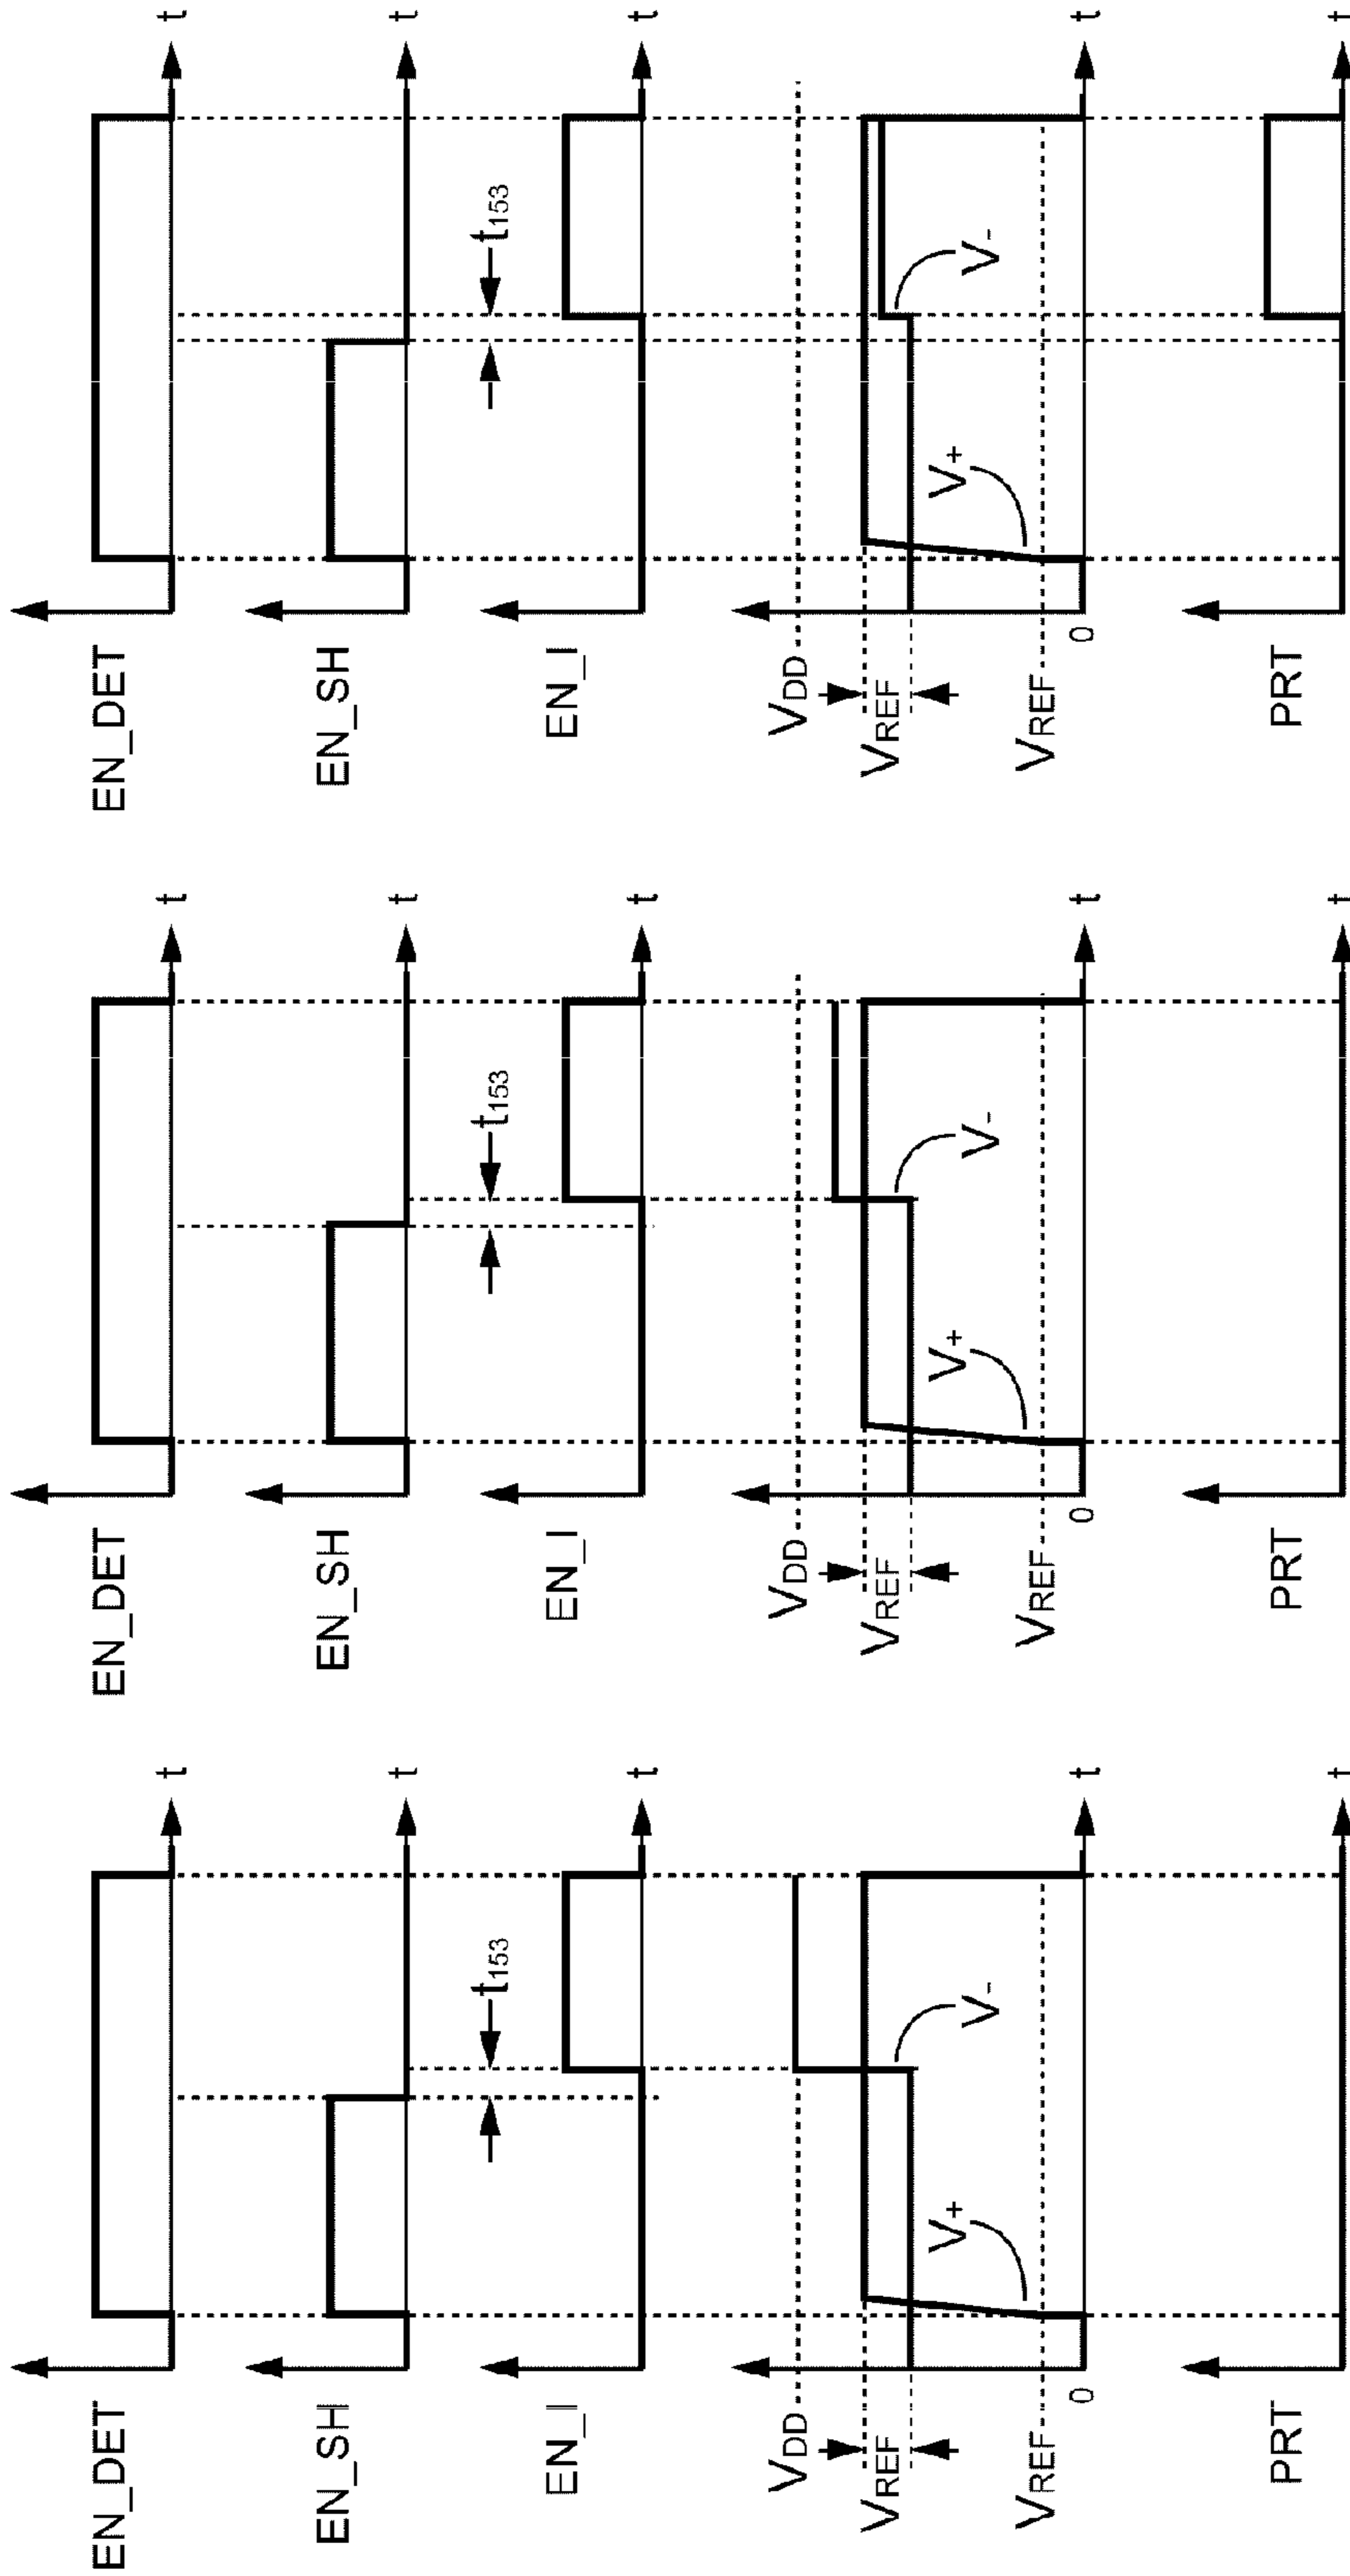 EN_DET
t
EN_SH
t
t153
EN_I
t
VDD
VREF
V+
V-
VREF
0
t
PRT
t
EN_DET
t
EN_SH
t
t153
EN_I
t
VDD
VREF
V+
V-
VREF
0
t
PRT
t
EN_DET
t
EN_SH
t
t153
EN_I
t
VDD
VREF
V+
V-
VREF
0
t
PRT
t